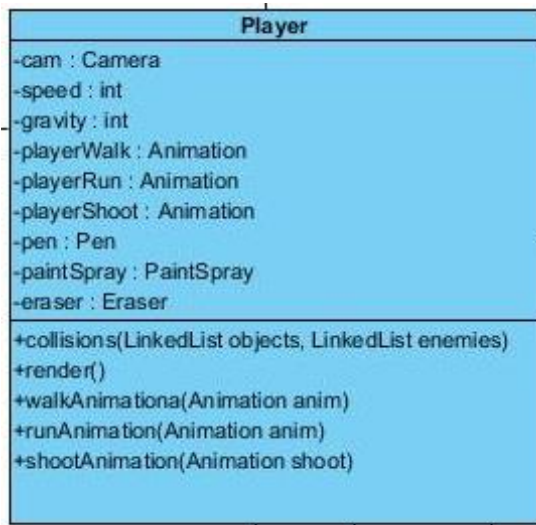 Player
-cam : Camera
-speed : int
-gravity : int
-playerWalk : Animation
-playerRun : Animation
-playerShoot : Animation
-pen : Pen
-paintSpray : PaintSpray
-eraser : Eraser
+collisions(LinkedList objects, LinkedList enemies)
+render()
+walkAnimationa(Animation anim)
+runAnimation(Animation anim)
+shootAnimation(Animation shoot)